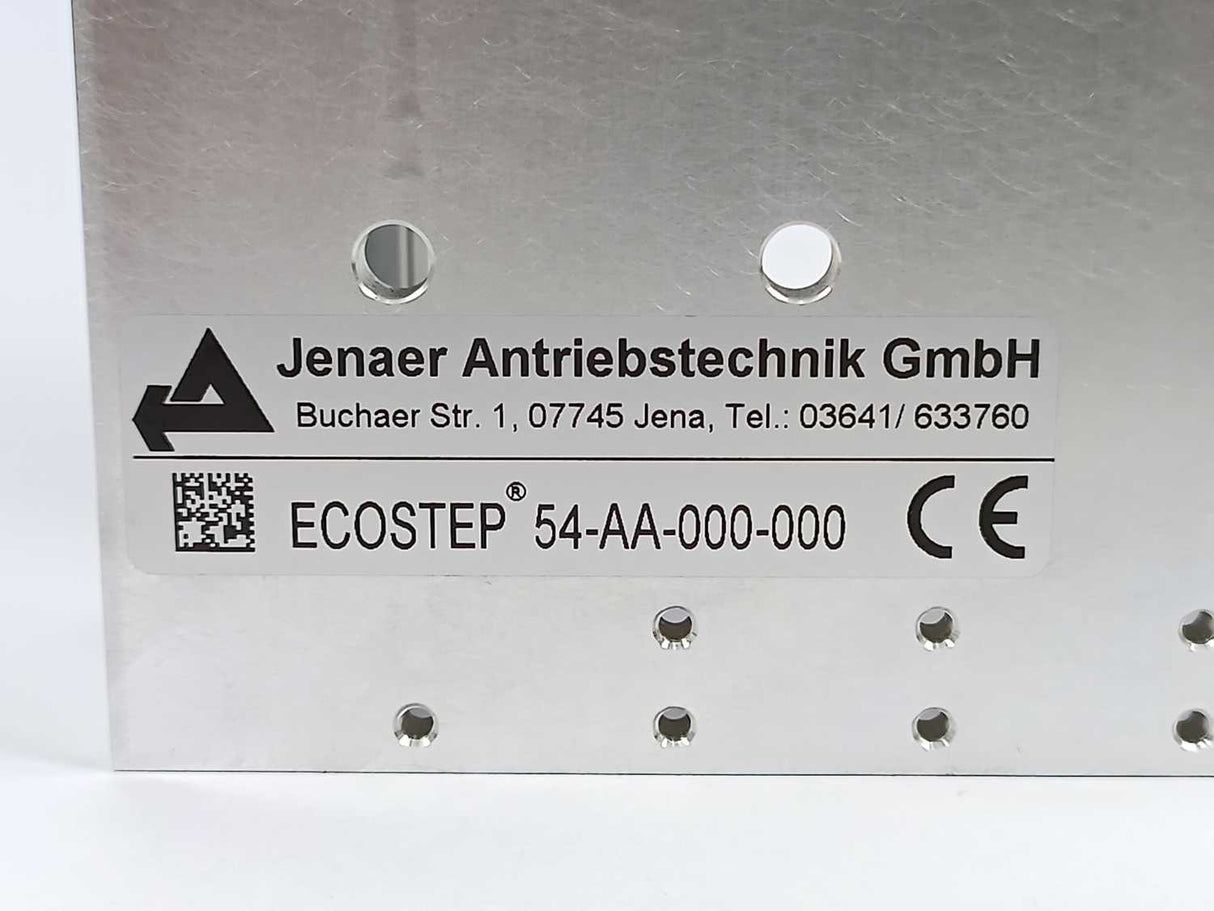 Jenaer Antriebstechnik GmbH
Buchaer Str. 1, 07745 Jena, Tel.: 03641/ 633760
ECOSTEP® 54-AA-000-000 CE